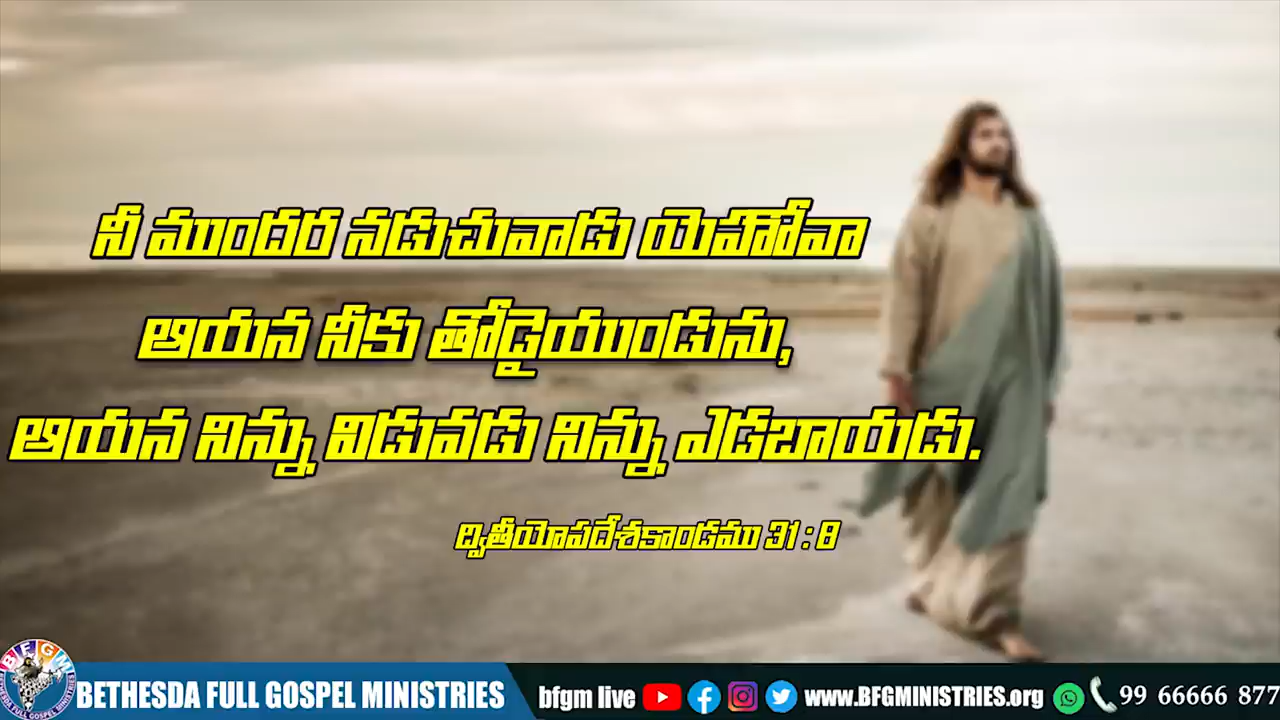 నీ ముందర నడుచువాడు యెహోవా
ఆయన నీకు తోడైయుండును,
ఆయన నిన్ను విడువడు నిన్ను ఎడబాయడు.
ద్వితీయోపదేశకాండము 31 : 8
BFGM
BETHESDA FULL GOSPEL MINISTRIES
bfgm live www.BFGMINISTRIES.org 99 66666 877